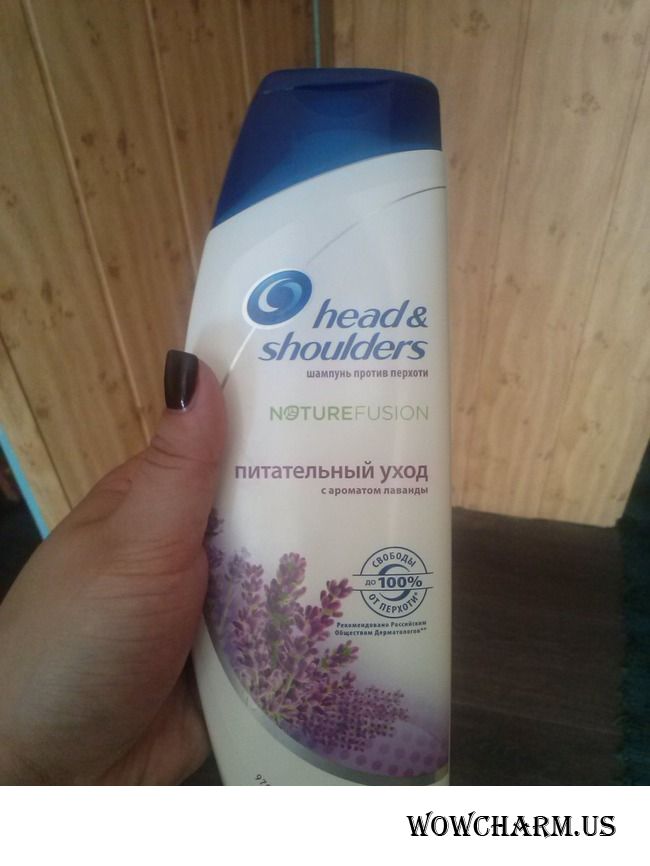 head &
shoulders
шампунь против перхоти
NATUREFUSION
питательный уход
с ароматом лаванды
СВОБОДЫ
ДО 100%
ОТ ПЕРХОТИ*
Рекомендовано Российским
Обществом Дерматологов**
WOWCHARM.US